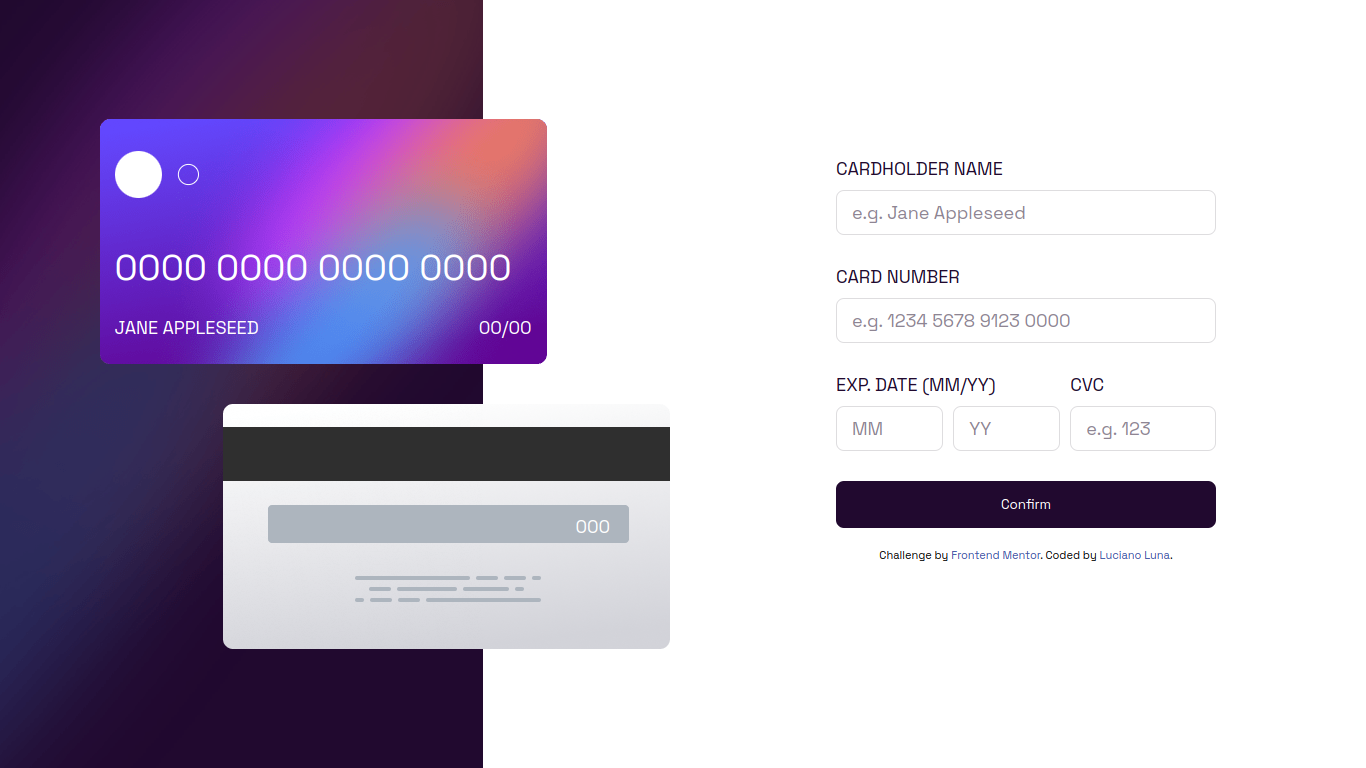 0000 0000 0000 0000
JANE APPLESEED 00/00
000
CARDHOLDER NAME
e.g. Jane Appleseed
CARD NUMBER
e.g. 1234 5678 9123 0000
EXP. DATE (MM/YY) CVC
MM YY e.g. 123
Confirm
Challenge by Frontend Mentor. Coded by Luciano Luna.